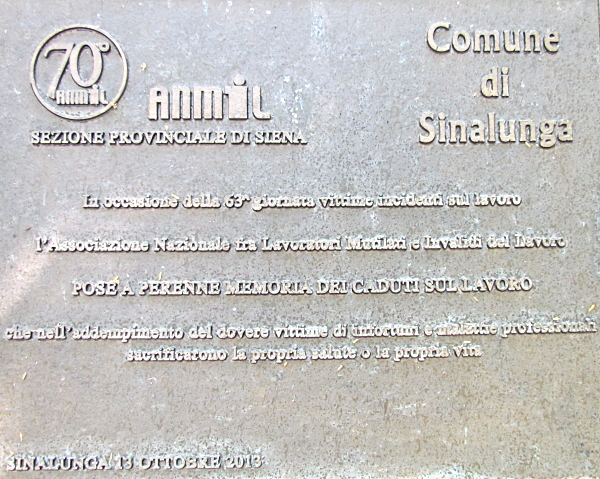 70°
ANMIL
ANMIL
SEZIONE PROVINCIALE DI SIENA
Comune
di
Sinalunga
In occasione della 63^ giornata vittime incidenti sul lavoro
l'Associazione Nazionale fra Lavoratori Mutilati e Invalidi del Lavoro
POSE A PERENNE MEMORIA DEI CADUTI SUL LAVORO
che nell'addempimento del dovere vittime di infortuni e malattie professionali
sacrificarono la propria salute o la propria vita
SINALUNGA 13 OTTOBRE 2013